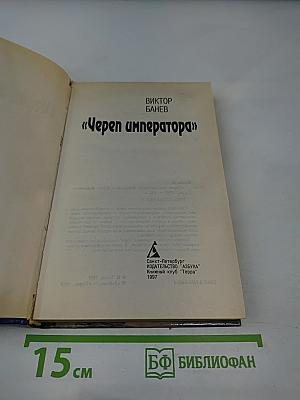 ВИКТОР
БАНЕВ
«Череп императора»
Санкт-Петербург
ИЗДАТЕЛЬСТВО "АЗБУКА"
Книжный клуб "Терра"
1997
15 см
БФ БИБЛИОФАН